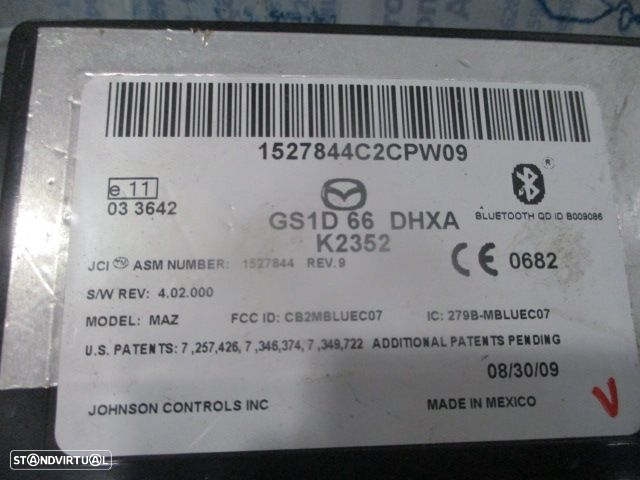 1527844C2CPW09
e 11
03 3642
GS1D 66 DHXA
K2352
®
BLUETOOTH QD ID B009086
JCI ASM NUMBER: 1527844 REV. 9
CE 0682
S/W REV: 4.02.000
MODEL: MAZ FCC ID: CB2MBLUEC07 IC: 279B-MBLUEC07
U.S. PATENTS: 7,257,426, 7,346,374, 7,349,722 ADDITIONAL PATENTS PENDING
08/30/09
JOHNSON CONTROLS INC MADE IN MEXICO
STANDVIRTUAL